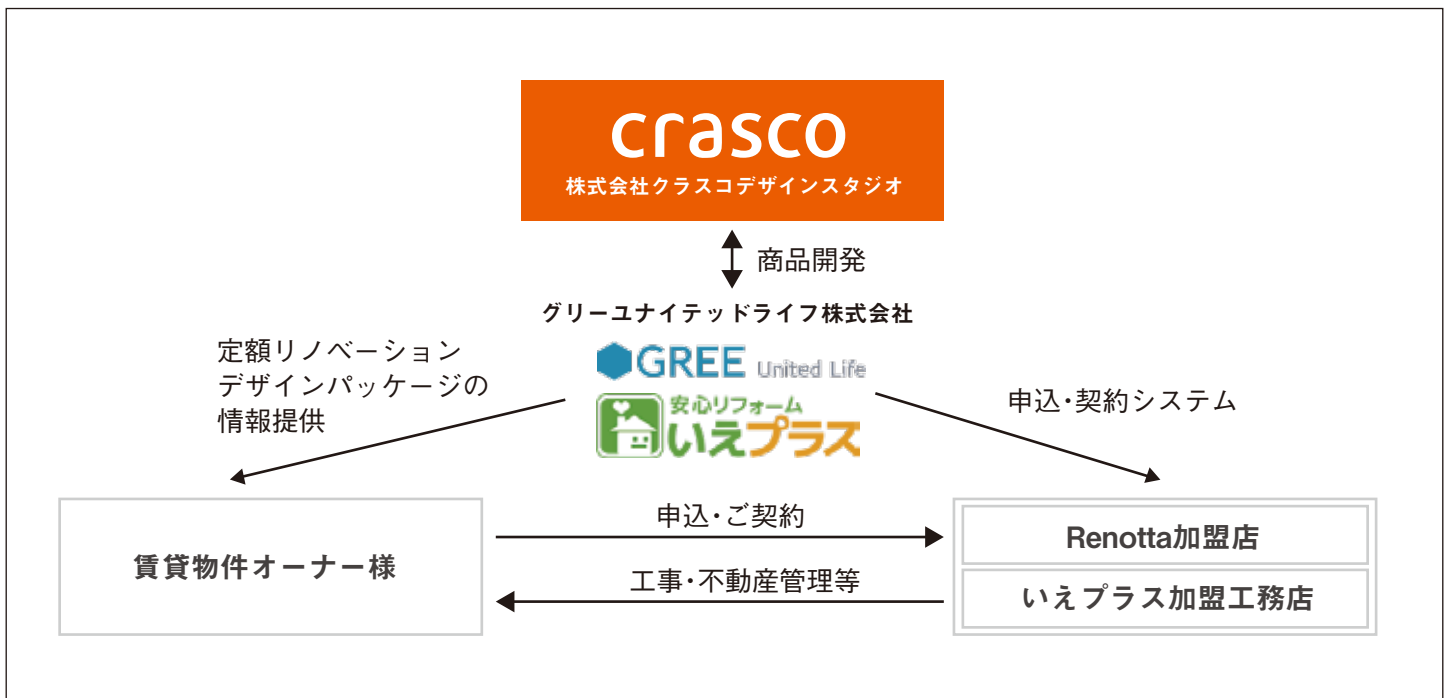 crasco
株式会社クラスコデザインスタジオ
商品開発
グリーユナイテッドライフ株式会社
GREE United Life
安心リフォーム
いえプラス
定額リノベーション
デザインパッケージの
情報提供
申込・契約システム
賃貸物件オーナー様
申込・ご契約
工事・不動産管理等
Renotta加盟店
いえプラス加盟工務店